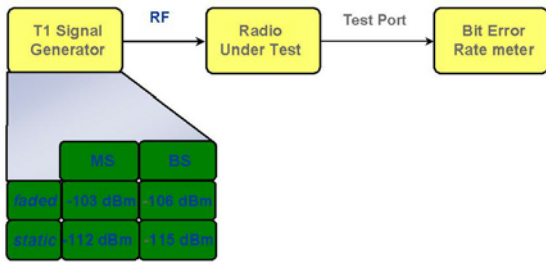 T1 Signal
Generator
RF
Radio
Under Test
Test Port
Bit Error
Rate meter
MS BS
faded -103 dBm -106 dBm
static -112 dBm -115 dBm